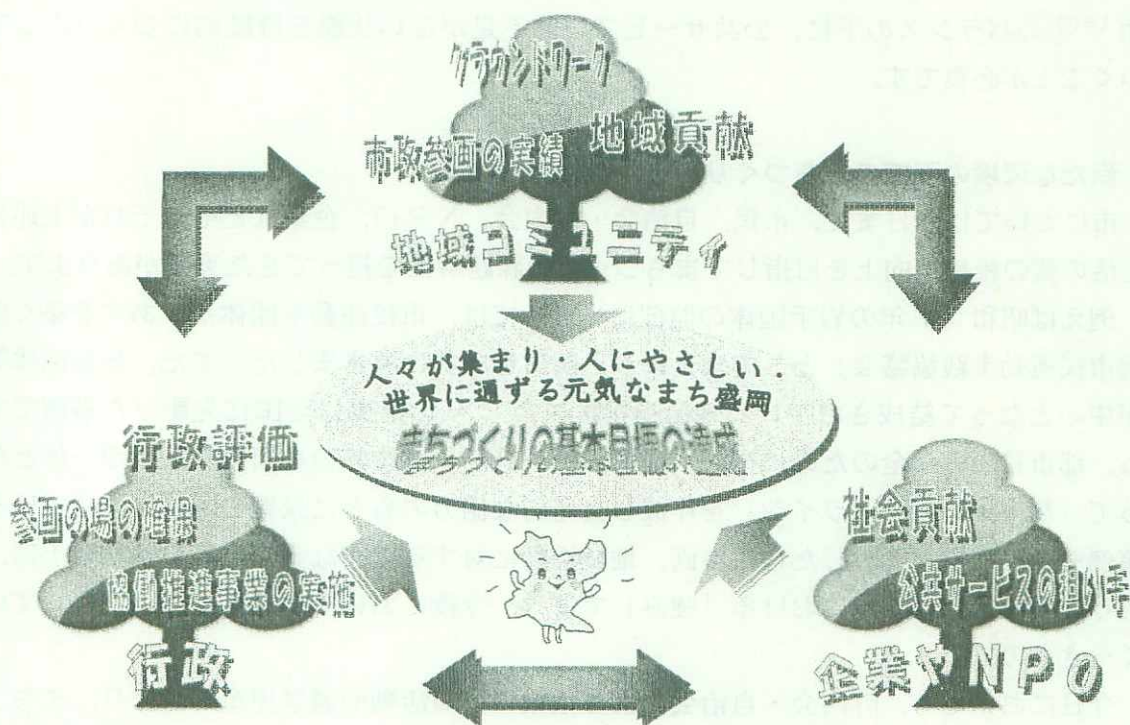 グラウンドワーク
市政参画の実績
地域貢献
地域コミュニティ
人々が集まり・人にやさしい・
世界に通ずる元気なまち盛岡
まちづくりの基本目標の達成
行政評価
参画の場の確保
協働推進事業の実施
行政
社会貢献
公共サービスの担い手
企業やNPO